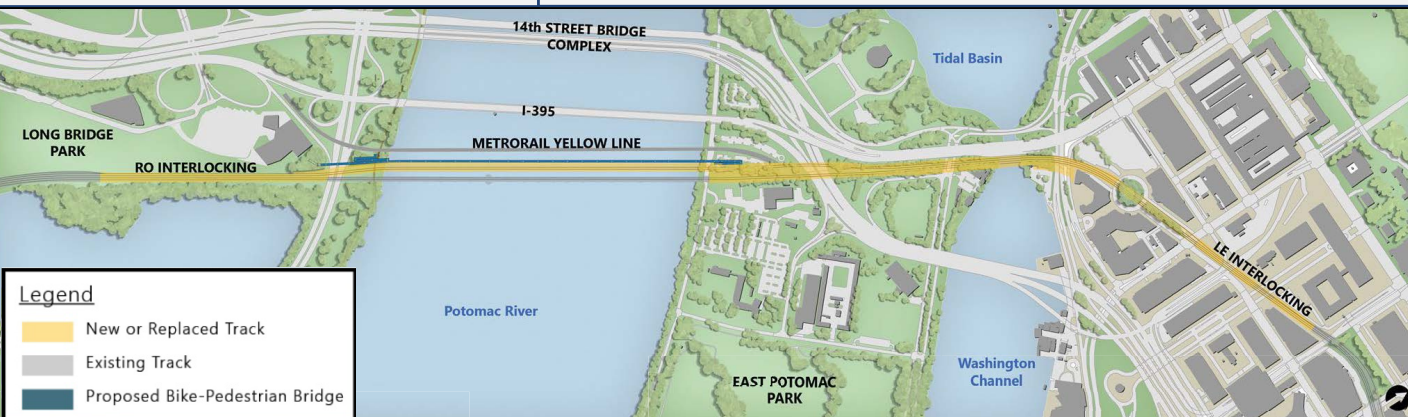 14th STREET BRIDGE
COMPLEX
Tidal Basin
I-395
LONG BRIDGE
PARK
METRORAIL YELLOW LINE
RO INTERLOCKING
LE INTERLOCKING
Potomac River
Washington
Channel
EAST POTOMAC
PARK
Legend
New or Replaced Track
Existing Track
Proposed Bike-Pedestrian Bridge